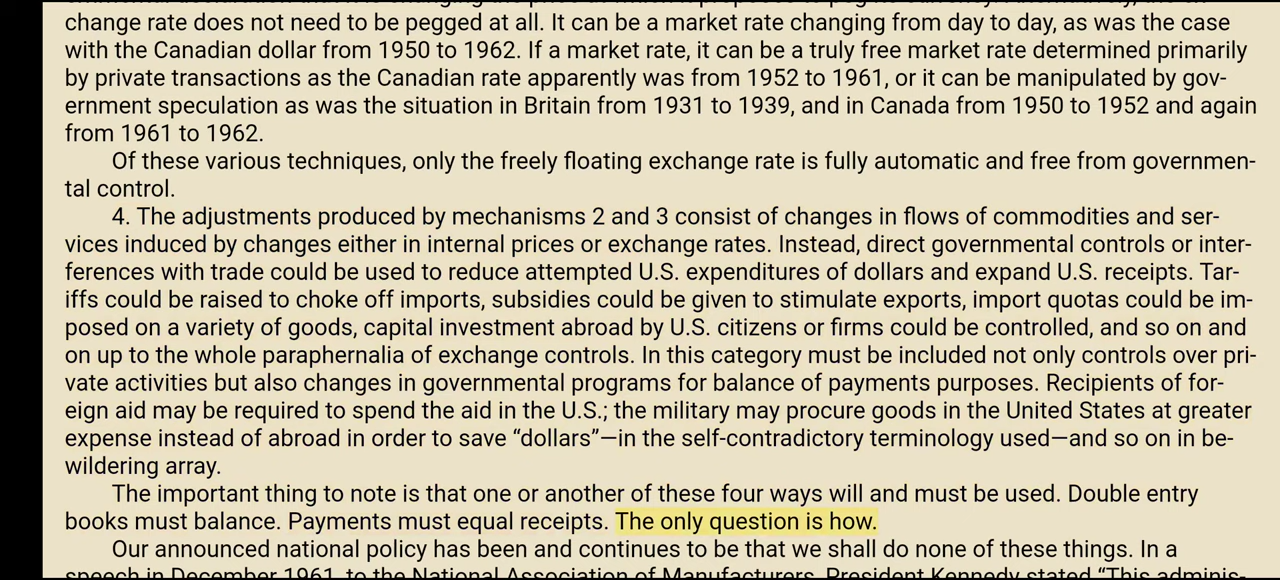 change rate does not need to be pegged at all. It can be a market rate changing from day to day, as was the case
with the Canadian dollar from 1950 to 1962. If a market rate, it can be a truly free market rate determined primarily
by private transactions as the Canadian rate apparently was from 1952 to 1961, or it can be manipulated by gov-
ernment speculation as was the situation in Britain from 1931 to 1939, and in Canada from 1950 to 1952 and again
from 1961 to 1962.
Of these various techniques, only the freely floating exchange rate is fully automatic and free from governmen-
tal control.
4. The adjustments produced by mechanisms 2 and 3 consist of changes in flows of commodities and ser-
vices induced by changes either in internal prices or exchange rates. Instead, direct governmental controls or inter-
ferences with trade could be used to reduce attempted U.S. expenditures of dollars and expand U.S. receipts. Tar-
iffs could be raised to choke off imports, subsidies could be given to stimulate exports, import quotas could be im-
posed on a variety of goods, capital investment abroad by U.S. citizens or firms could be controlled, and so on and
on up to the whole paraphernalia of exchange controls. In this category must be included not only controls over pri-
vate activities but also changes in governmental programs for balance of payments purposes. Recipients of for-
eign aid may be required to spend the aid in the U.S.; the military may procure goods in the United States at greater
expense instead of abroad in order to save “dollars”—in the self-contradictory terminology used—and so on in be-
wildering array.
The important thing to note is that one or another of these four ways will and must be used. Double entry
books must balance. Payments must equal receipts. The only question is how.
Our announced national policy has been and continues to be that we shall do none of these things. In a
speech in December 1961, to the National Association of Manufacturers, President Kennedy stated “This adminis-